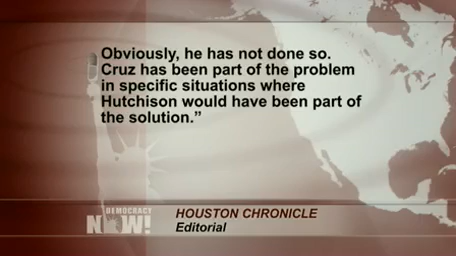 Obviously, he has not done so.
Cruz has been part of the problem
in specific situations where
Hutchison would have been part of
the solution.”
DEMOCRACY
NOW!
HOUSTON CHRONICLE
Editorial